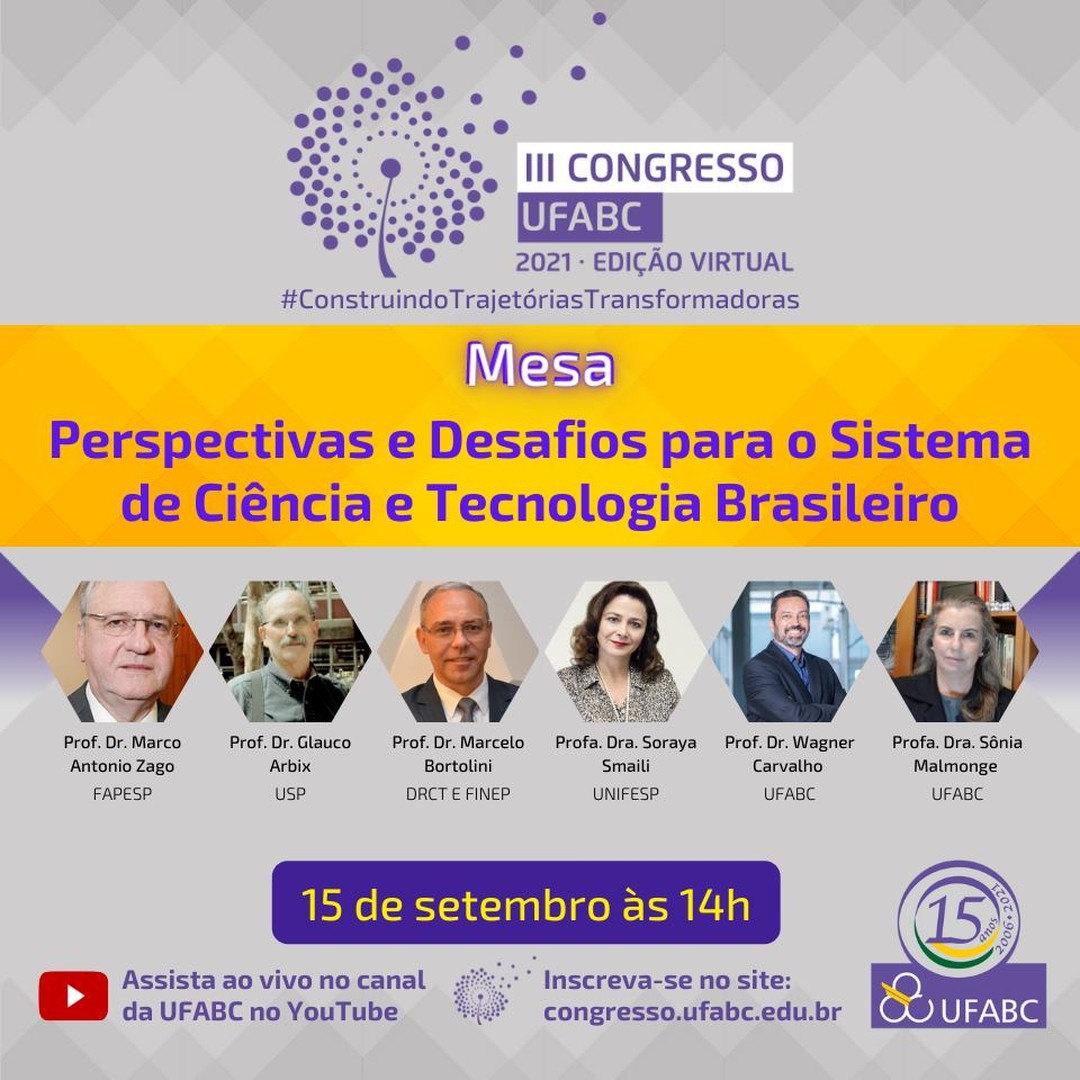 III CONGRESSO
UFABC
2021 · EDIÇÃO VIRTUAL
#ConstruindoTrajetóriasTransformadoras
Mesa
Perspectivas e Desafios para o Sistema
de Ciência e Tecnologia Brasileiro
Prof. Dr. Marco
Antonio Zago
FAPESP
Prof. Dr. Glauco
Arbix
USP
Prof. Dr. Marcelo
Bortolini
DRCT E FINEP
Profa. Dra. Soraya
Smaili
UNIFESP
Prof. Dr. Wagner
Carvalho
UFABC
Profa. Dra. Sônia
Malmonge
UFABC
15 de setembro às 14h
Assista ao vivo no canal
da UFABC no YouTube
Inscreva-se no site:
congresso.ufabc.edu.br
15
anos
2006•2021
UFABC